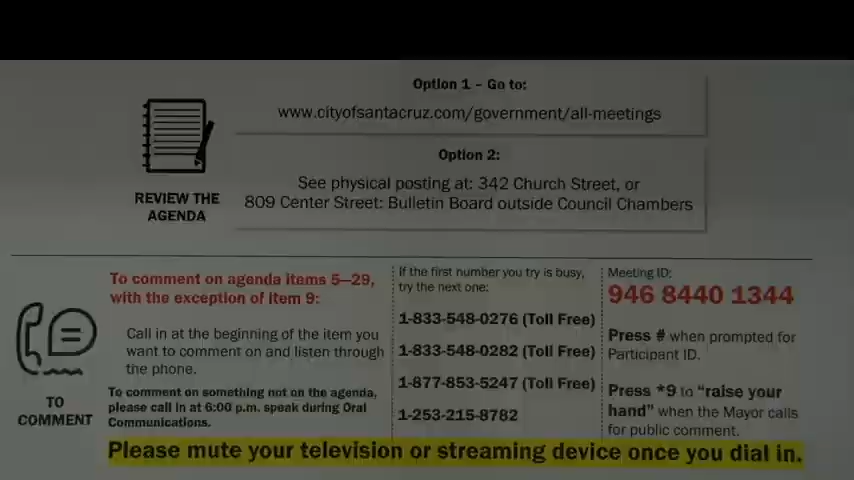 Option 1 – Go to:
www.cityofsantacruz.com/government/all-meetings
Option 2:
See physical posting at: 342 Church Street, or
809 Center Street: Bulletin Board outside Council Chambers
REVIEW THE
AGENDA
To comment on agenda items 5–29,
with the exception of item 9:
Call in at the beginning of the item you
want to comment on and listen through
the phone.
To comment on something not on the agenda,
please call in at 6:00 p.m. speak during Oral
Communications.
TO
COMMENT
If the first number you try is busy,
try the next one:
1-833-548-0276 (Toll Free)
1-833-548-0282 (Toll Free)
1-877-853-5247 (Toll Free)
1-253-215-8782
Meeting ID:
946 8440 1344
Press # when prompted for
Participant ID.
Press *9 to “raise your
hand” when the Mayor calls
for public comment.
Please mute your television or streaming device once you dial in.